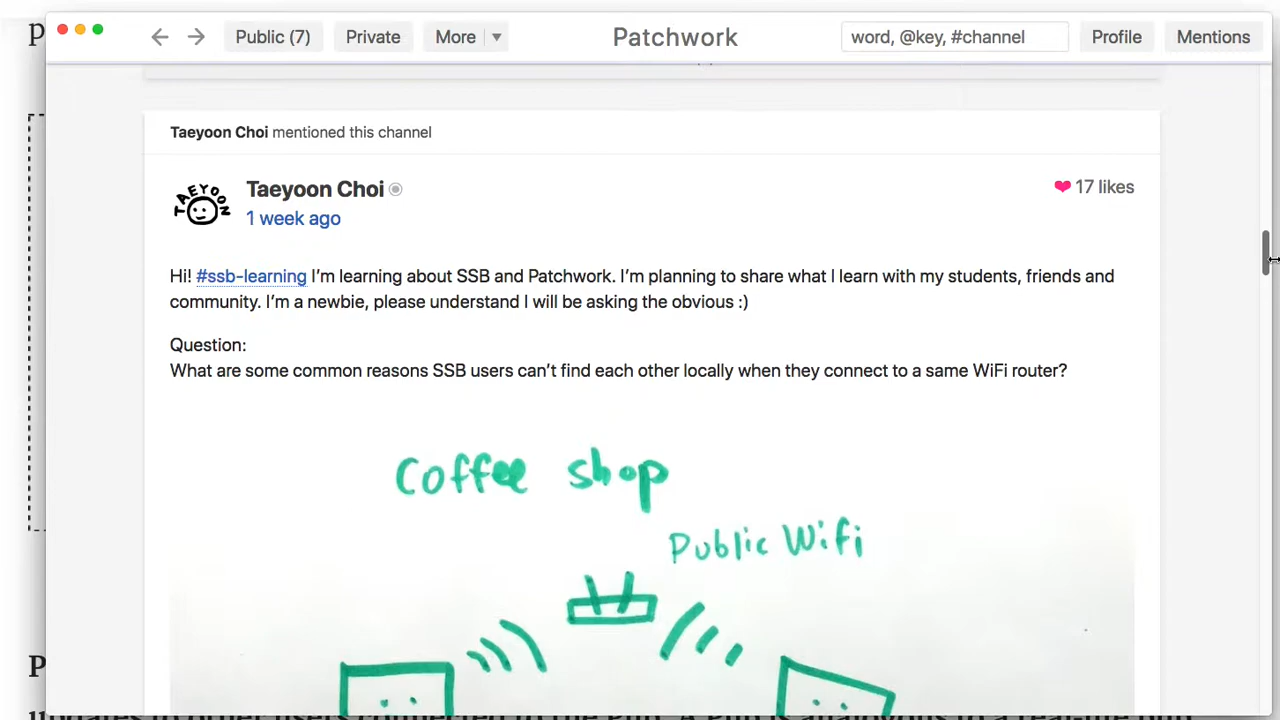 Public (7)
Private
More
Patchwork
word, @key, #channel
Profile
Mentions
Taeyoon Choi mentioned this channel
TAEYOON
Taeyoon Choi
1 week ago
17 likes
Hi! #ssb-learning I'm learning about SSB and Patchwork. I'm planning to share what I learn with my students, friends and
community. I'm a newbie, please understand I will be asking the obvious :)
Question:
What are some common reasons SSB users can't find each other locally when they connect to a same WiFi router?
Coffee shop
Public Wifi